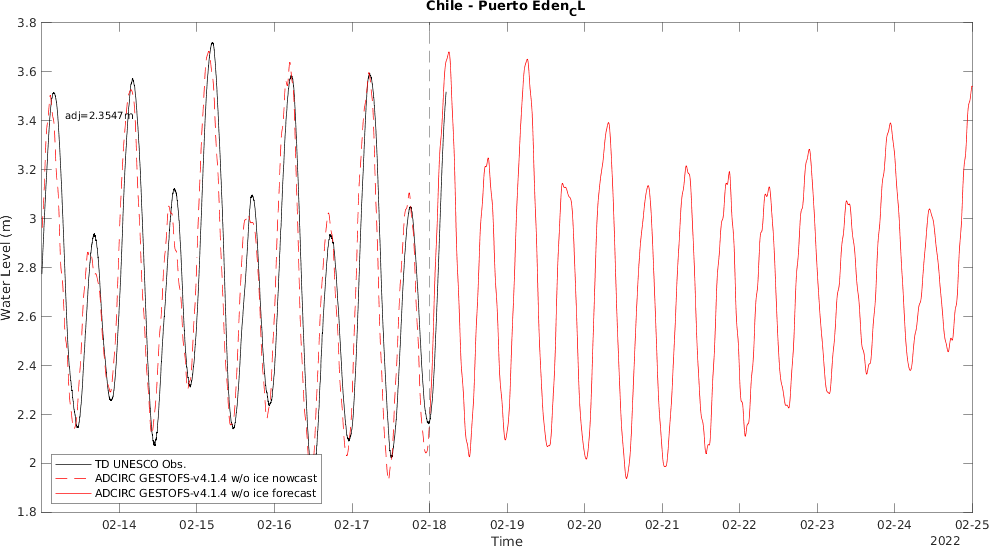 Chile - Puerto Eden_CL
3.8
3.6
3.4
3.2
3
2.8
2.6
2.4
2.2
2
1.8
Water Level (m)
adj=2.3547m
TD UNESCO Obs.
ADCIRC GESTOFS-v4.1.4 w/o ice nowcast
ADCIRC GESTOFS-v4.1.4 w/o ice forecast
02-14 02-15 02-16 02-17 02-18 02-19 02-20 02-21 02-22 02-23 02-24 02-25
Time
2022